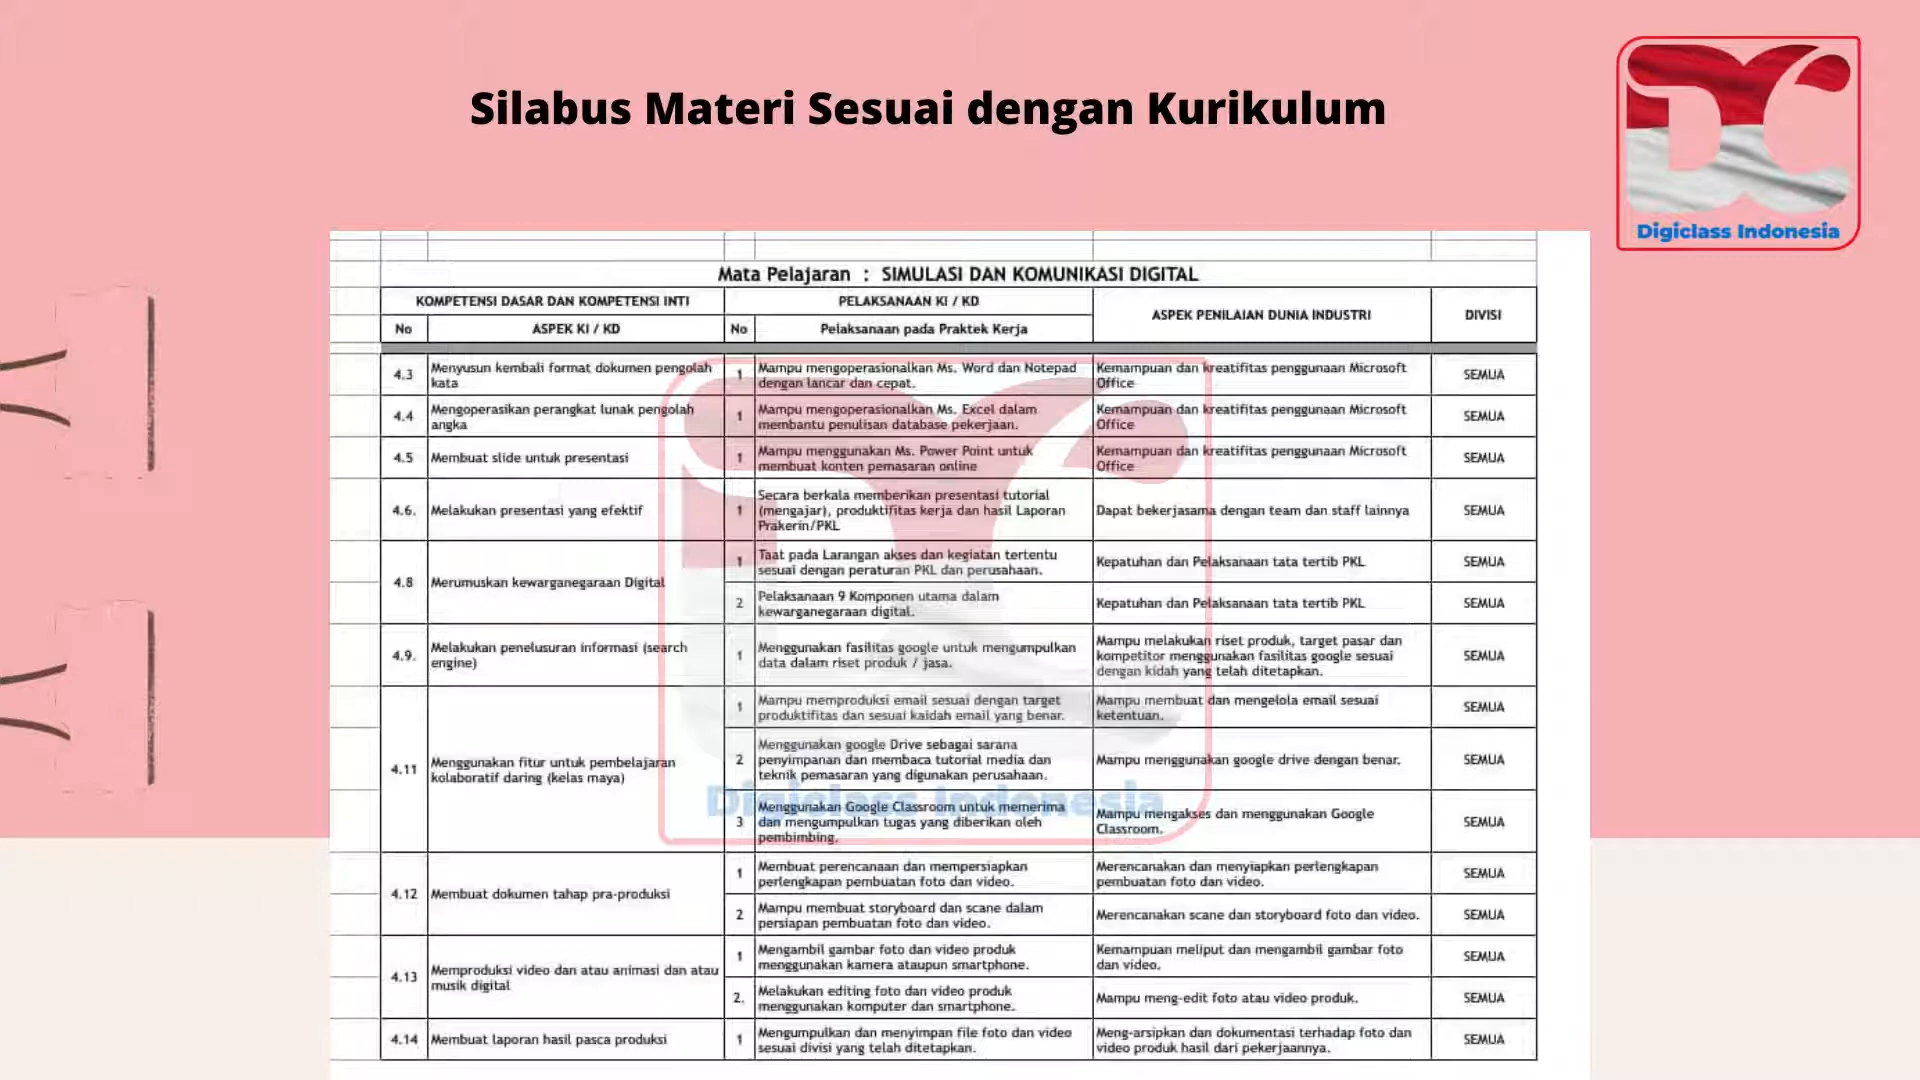 Silabus Materi Sesuai dengan Kurikulum
Digiclass Indonesia
Mata Pelajaran : SIMULASI DAN KOMUNIKASI DIGITAL
KOMPETENSI DASAR DAN KOMPETENSI INTI
PELAKSANAAN KI / KD
ASPEK PENILAIAN DUNIA INDUSTRI
DIVISI
No
ASPEK KI / KD
No
Pelaksanaan pada Praktek Kerja
4.3
Menyusun kembali format dokumen pengolah
kata
1
Mampu mengoperasionalkan Ms. Word dan Notepad
dengan lancar dan cepat.
Kemampuan dan kreatifitas penggunaan Microsoft
Office
SEMUA
4.4
Mengoperasikan perangkat lunak pengolah
angka
1
Mampu mengoperasionalkan Ms. Excel dalam
membantu penulisan database pekerjaan.
Kemampuan dan kreatifitas penggunaan Microsoft
Office
SEMUA
4.5
Membuat slide untuk presentasi
1
Mampu menggunakan Ms. Power Point untuk
membuat konten pemasaran online
Kemampuan dan kreatifitas penggunaan Microsoft
Office
SEMUA
4.6.
Melakukan presentasi yang efektif
1
Secara berkala memberikan presentasi tutorial
(mengajar), produktifitas kerja dan hasil Laporan
Prakerin/PKL
Dapat bekerjasama dengan team dan staff lainnya
SEMUA
4.8
Merumuskan kewarganegaraan Digital
1
Taat pada Larangan akses dan kegiatan tertentu
sesuai dengan peraturan PKL dan perusahaan.
Kepatuhan dan Pelaksanaan tata tertib PKL
SEMUA
2
Pelaksanaan 9 Komponen utama dalam
kewarganegaraan digital.
Kepatuhan dan Pelaksanaan tata tertib PKL
SEMUA
4.9.
Melakukan penelusuran informasi (search
engine)
1
Menggunakan fasilitas google untuk mengumpulkan
data dalam riset produk / jasa.
Mampu melakukan riset produk, target pasar dan
kompetitor menggunakan fasilitas google sesuai
dengan kidah yang telah ditetapkan.
SEMUA
4.11
Menggunakan fitur untuk pembelajaran
kolaboratif daring (kelas maya)
1
Mampu memproduksi email sesuai dengan target
produktifitas dan sesuai kaidah email yang benar.
Mampu membuat dan mengelola email sesuai
ketentuan.
SEMUA
2
Menggunakan google Drive sebagai sarana
penyimpanan dan membaca tutorial media dan
teknik pemasaran yang digunakan perusahaan.
Mampu menggunakan google drive dengan benar.
SEMUA
3
Menggunakan Google Classroom untuk memerima
dan mengumpulkan tugas yang diberikan oleh
pembimbing.
Mampu mengakses dan menggunakan Google
Classroom.
SEMUA
Digiclass Indonesia
4.12
Membuat dokumen tahap pra-produksi
1
Membuat perencanaan dan mempersiapkan
perlengkapan pembuatan foto dan video.
Merencanakan dan menyiapkan perlengkapan
pembuatan foto dan video.
SEMUA
2
Mampu membuat storyboard dan scane dalam
persiapan pembuatan foto dan video.
Merencanakan scane dan storyboard foto dan video.
SEMUA
4.13
Memproduksi video dan atau animasi dan atau
musik digital
1
Mengambil gambar foto dan video produk
menggunakan kamera ataupun smartphone.
Kemampuan meliput dan mengambil gambar foto
dan video.
SEMUA
2.
Melakukan editing foto dan video produk
menggunakan komputer dan smartphone.
Mampu meng-edit foto atau video produk.
SEMUA
4.14
Membuat laporan hasil pasca produksi
1
Mengumpulkan dan menyimpan file foto dan video
sesuai divisi yang telah ditetapkan.
Meng-arsipkan dan dokumentasi terhadap foto dan
video produk hasil dari pekerjaannya.
SEMUA